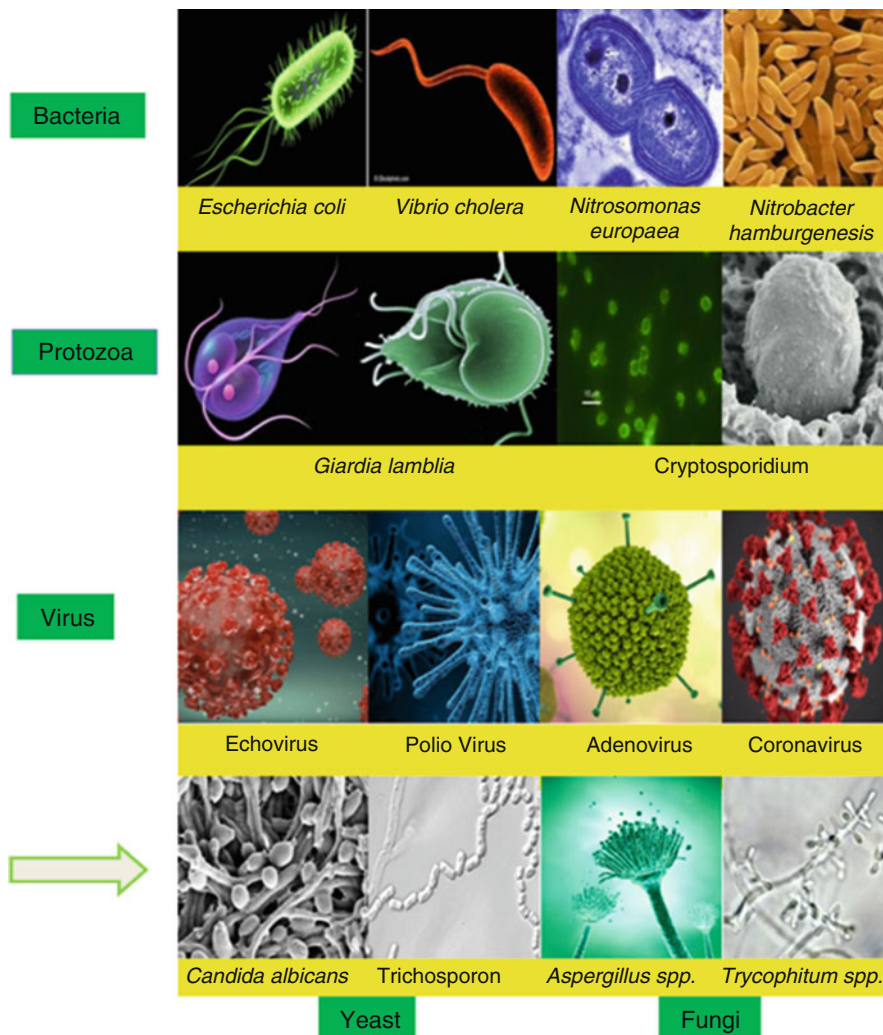 Bacteria
Escherichia coli
Vibrio cholera
Nitrosomonas
europaea
Nitrobacter
hamburgenesis
Protozoa
Giardia lamblia
Cryptosporidium
Virus
Echovirus
Polio Virus
Adenovirus
Coronavirus
Candida albicans
Trichosporon
Aspergillus spp.
Trycophitum spp.
Yeast
Fungi